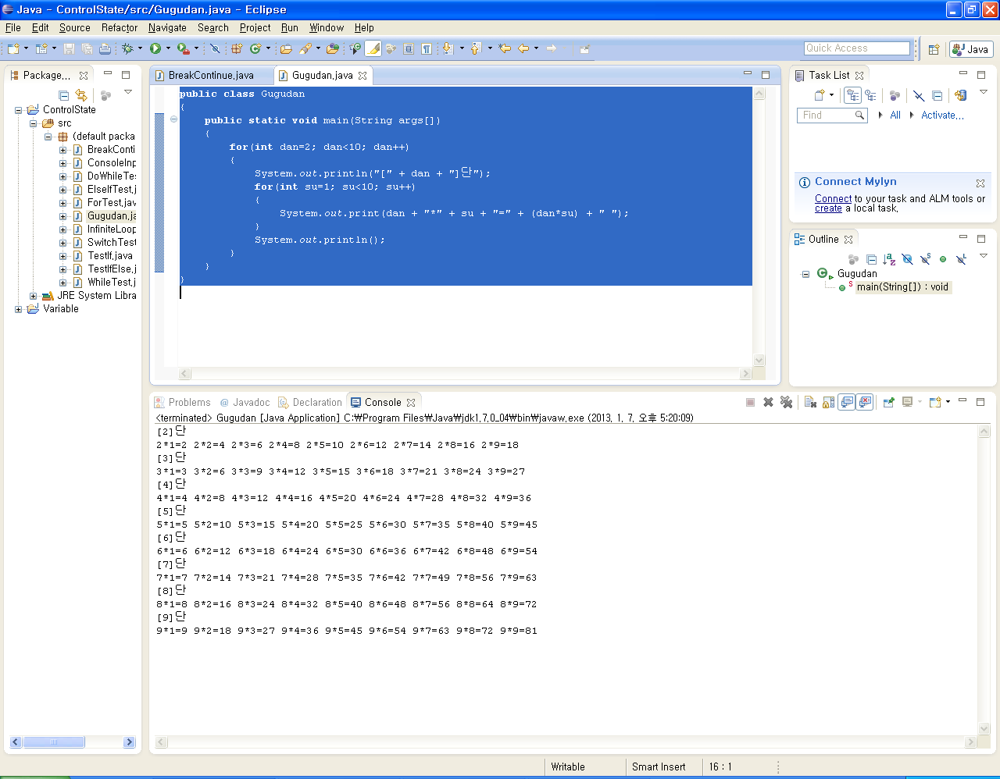 Java - ControlState/src/Gugudan.java - Eclipse
File Edit Source Refactor Navigate Search Project Run Window Help
Quick Access
Java
Package...
ControlState
src
(default packa
BreakConti
ConsoleInp
DoWhileTe:
ElseIfTest.j
ForTest.jav
Gugudan.ja
InfiniteLoop
SwitchTest
TestIf.java
TestIfElse.j
WhileTest.j
JRE System Libra
Variable
BreakContinue.java
Gugudan.java
public class Gugudan
{
public static void main(String args[])
{
for(int dan=2; dan<10; dan++)
{
System.out.println("[" + dan + "]단");
for(int su=1; su<10; su++)
{
System.out.print(dan + "*" + su + "=" + (dan*su) + " ");
}
System.out.println();
}
}
}
Task List
Find
All
Activate...
Connect Mylyn
Connect to your task and ALM tools or
create a local task.
Outline
Gugudan
main(String[]) : void
Problems @ Javadoc Declaration Console
<terminated> Gugudan [Java Application] C:₩Program Files₩Java₩jdk1.7.0_04₩bin₩javaw.exe (2013. 1. 7. 오후 5:20:09)
[2]단
2*1=2 2*2=4 2*3=6 2*4=8 2*5=10 2*6=12 2*7=14 2*8=16 2*9=18
[3]단
3*1=3 3*2=6 3*3=9 3*4=12 3*5=15 3*6=18 3*7=21 3*8=24 3*9=27
[4]단
4*1=4 4*2=8 4*3=12 4*4=16 4*5=20 4*6=24 4*7=28 4*8=32 4*9=36
[5]단
5*1=5 5*2=10 5*3=15 5*4=20 5*5=25 5*6=30 5*7=35 5*8=40 5*9=45
[6]단
6*1=6 6*2=12 6*3=18 6*4=24 6*5=30 6*6=36 6*7=42 6*8=48 6*9=54
[7]단
7*1=7 7*2=14 7*3=21 7*4=28 7*5=35 7*6=42 7*7=49 7*8=56 7*9=63
[8]단
8*1=8 8*2=16 8*3=24 8*4=32 8*5=40 8*6=48 8*7=56 8*8=64 8*9=72
[9]단
9*1=9 9*2=18 9*3=27 9*4=36 9*5=45 9*6=54 9*7=63 9*8=72 9*9=81
Writable
Smart Insert
16 : 1